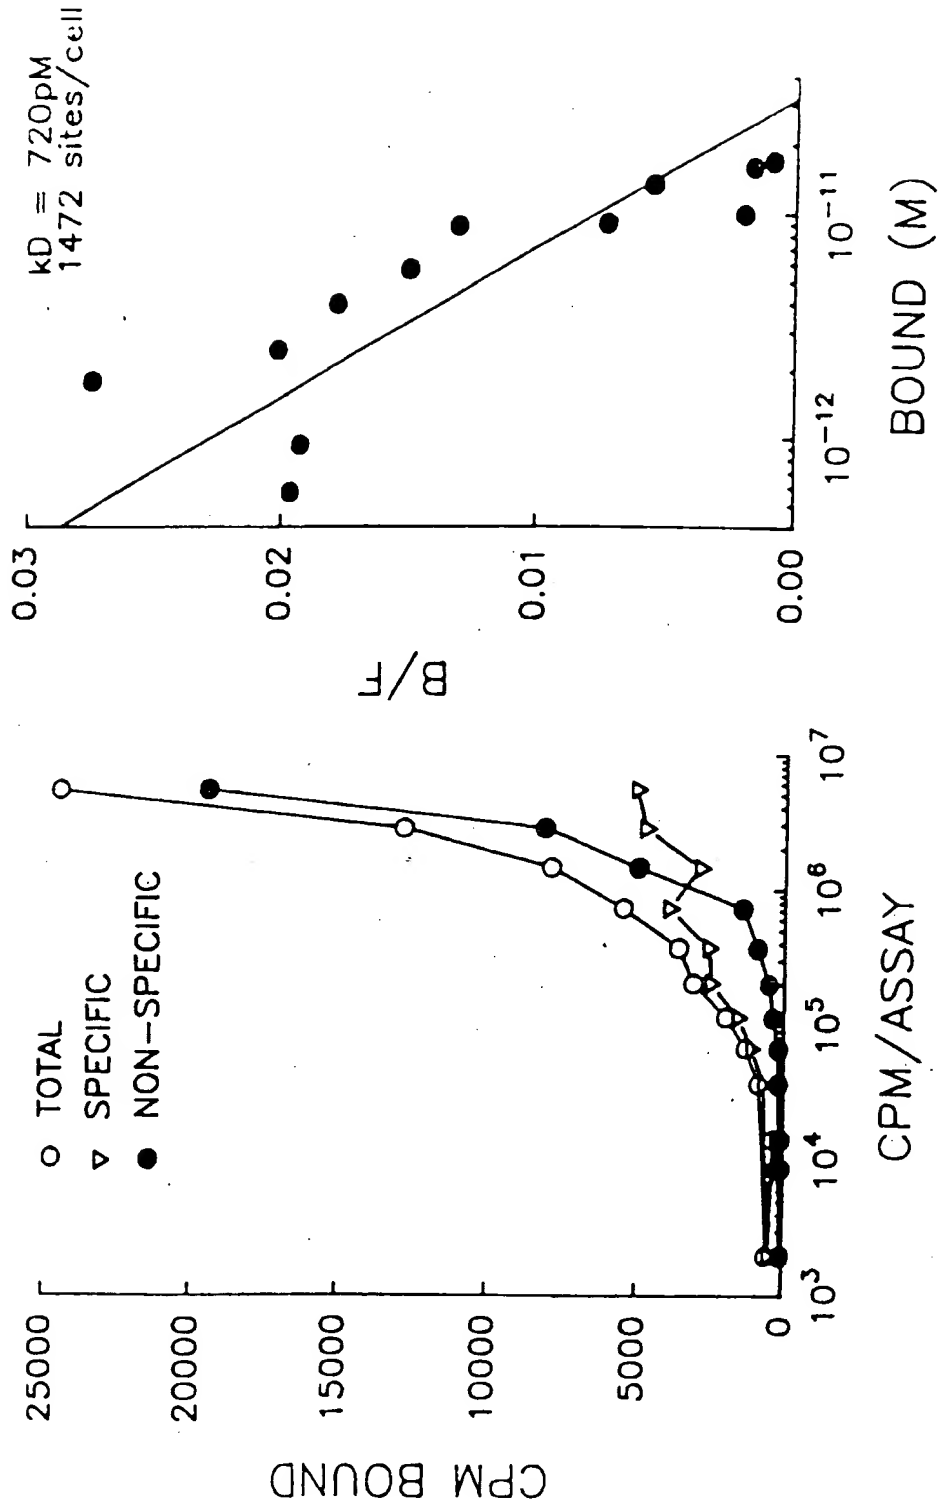 CPM BOUND
25000
20000
15000
10000
5000
0
○ TOTAL
▽ SPECIFIC
● NON-SPECIFIC
10³ 10⁴ 10⁵ 10⁶ 10⁷
CPM/ASSAY
B/F
0.03
0.02
0.01
0.00
kD = 720pM
1472 sites/cell
10⁻¹² 10⁻¹¹
BOUND (M)